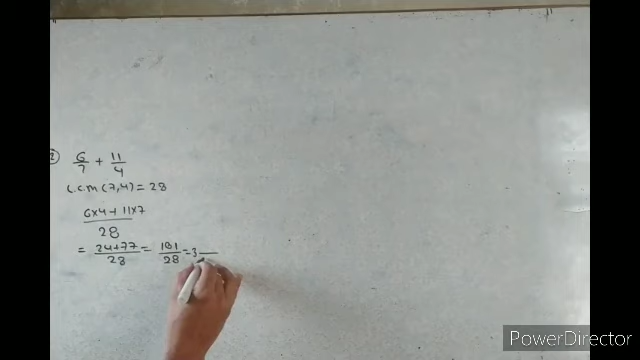 2) 6/7 + 11/4
L.C.M (7,4) = 28
6×4 + 11×7 / 28
= 24+77 / 28 = 101 / 28 = 3
PowerDirector